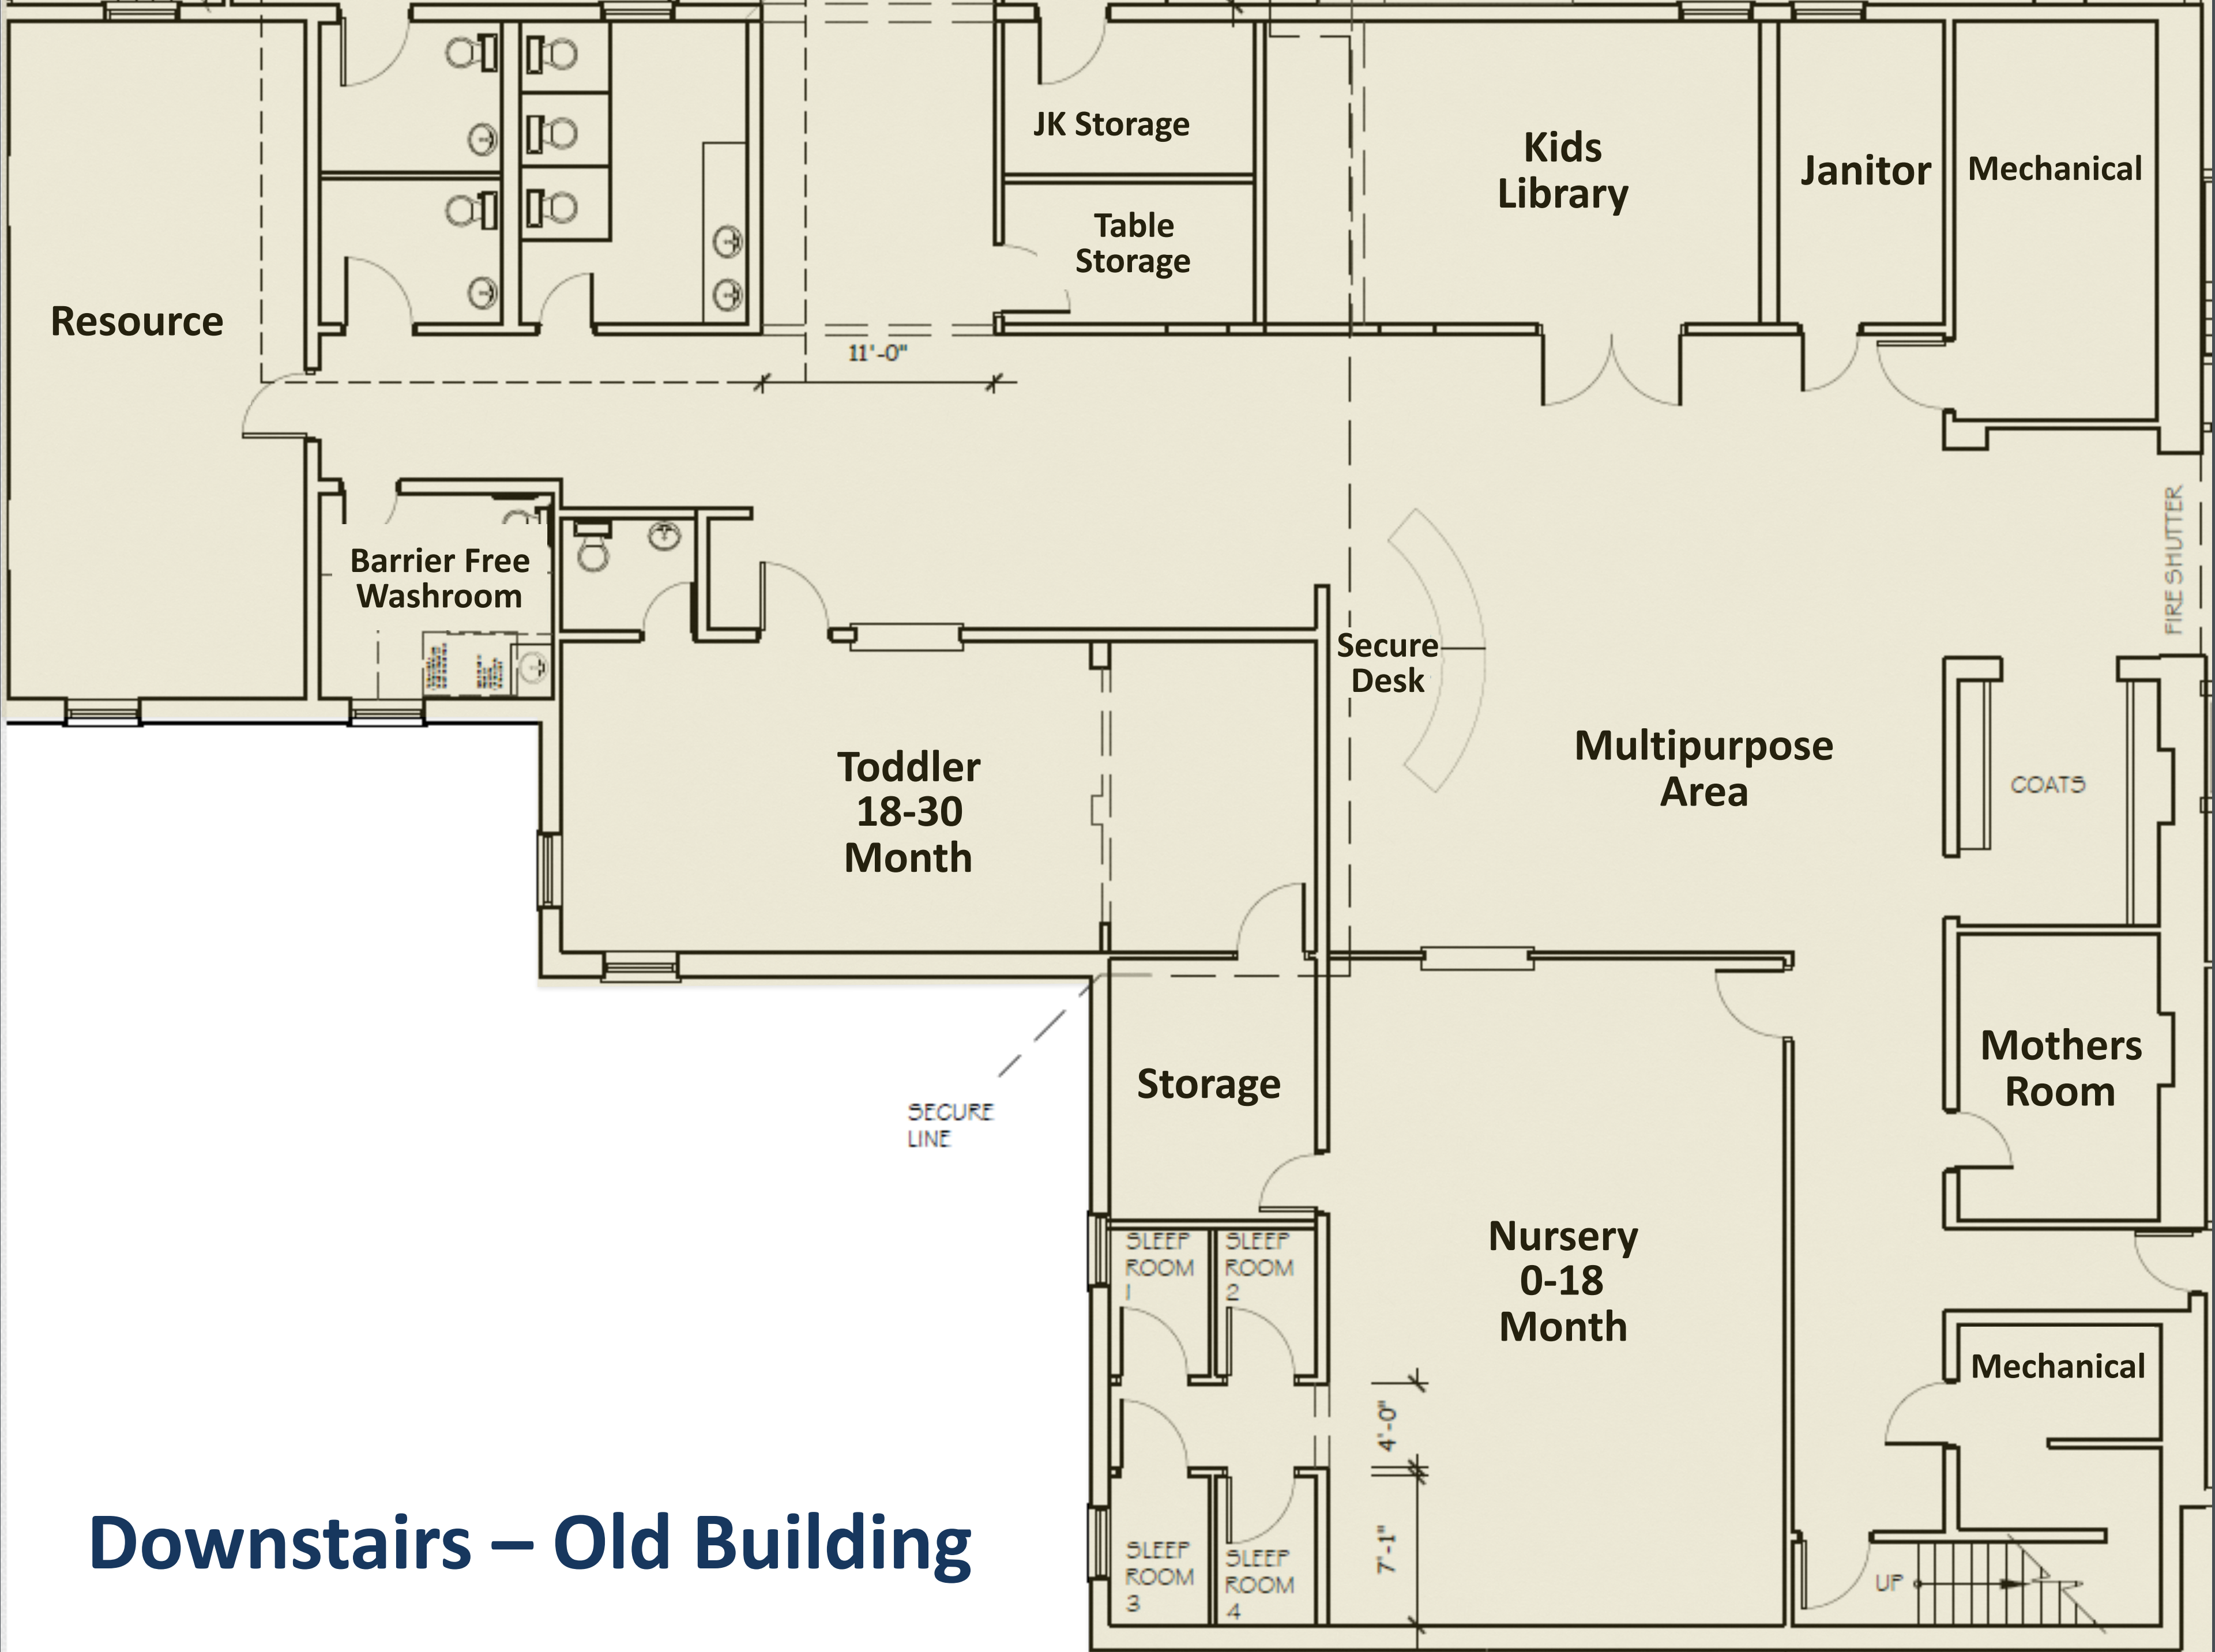 JK Storage
Table
Storage
Kids
Library
Janitor
Mechanical
Resource
11'-0"
Barrier Free
Washroom
FIRE SHUTTER
Secure
Desk
Toddler
18-30
Month
Multipurpose
Area
COATS
Storage
SECURE
LINE
Mothers
Room
SLEEP
ROOM
1
SLEEP
ROOM
2
Nursery
0-18
Month
Mechanical
4'-0"
7'-1"
SLEEP
ROOM
3
SLEEP
ROOM
4
UP
Downstairs – Old Building